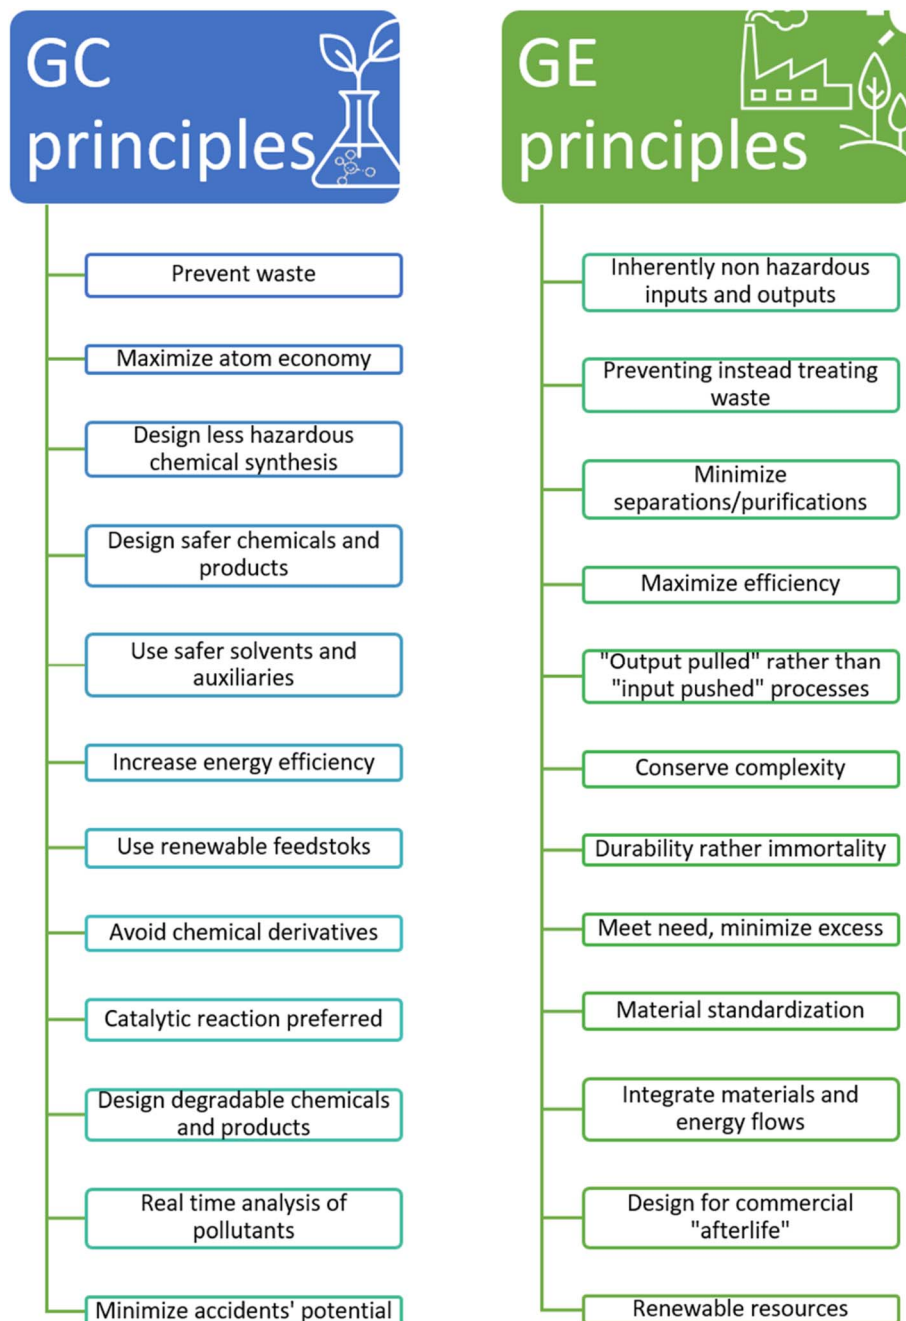 GC
principles
Prevent waste
Maximize atom economy
Design less hazardous
chemical synthesis
Design safer chemicals and
products
Use safer solvents and
auxiliaries
Increase energy efficiency
Use renewable feedstoks
Avoid chemical derivatives
Catalytic reaction preferred
Design degradable chemicals
and products
Real time analysis of
pollutants
Minimize accidents' potential
GE
principles
Inherently non hazardous
inputs and outputs
Preventing instead treating
waste
Minimize
separations/purifications
Maximize efficiency
"Output pulled" rather than
"input pushed" processes
Conserve complexity
Durability rather immortality
Meet need, minimize excess
Material standardization
Integrate materials and
energy flows
Design for commercial
"afterlife"
Renewable resources